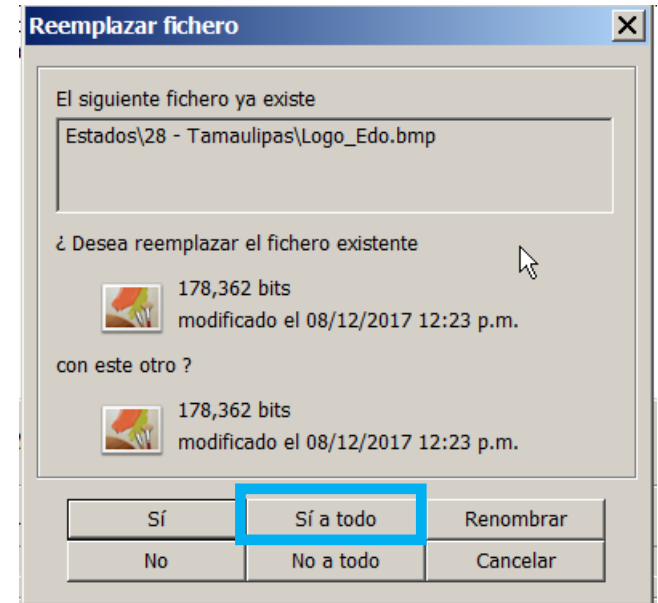 Reemplazar fichero
El siguiente fichero ya existe
Estados\28 - Tamaulipas\Logo_Edo.bmp
¿ Desea reemplazar el fichero existente
178,362 bits
modificado el 08/12/2017 12:23 p.m.
con este otro ?
178,362 bits
modificado el 08/12/2017 12:23 p.m.
Sí Sí a todo Renombrar
No No a todo Cancelar